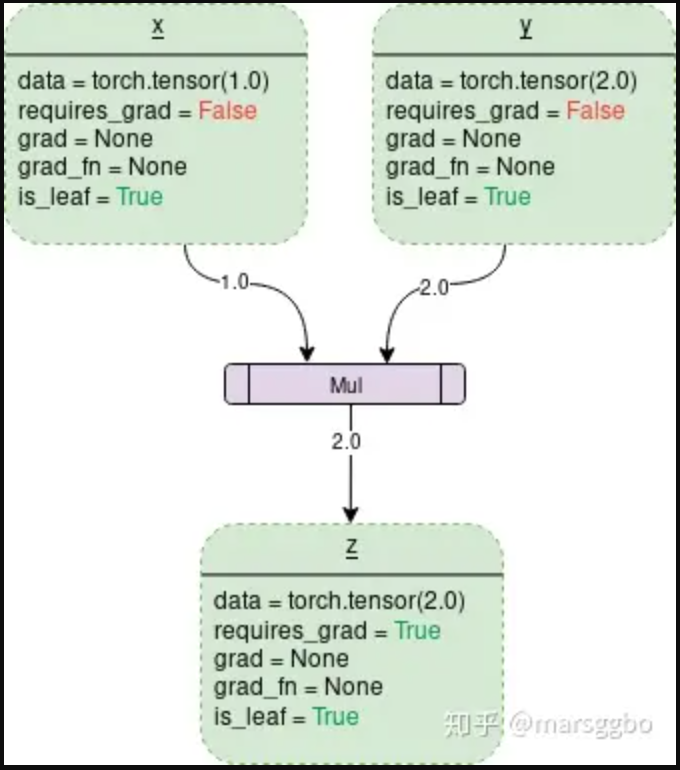 x
data = torch.tensor(1.0)
requires_grad = False
grad = None
grad_fn = None
is_leaf = True
y
data = torch.tensor(2.0)
requires_grad = False
grad = None
grad_fn = None
is_leaf = True
1.0
2.0
Mul
2.0
z
data = torch.tensor(2.0)
requires_grad = True
grad = None
grad_fn = None
is_leaf = True
知乎 @marsggbo